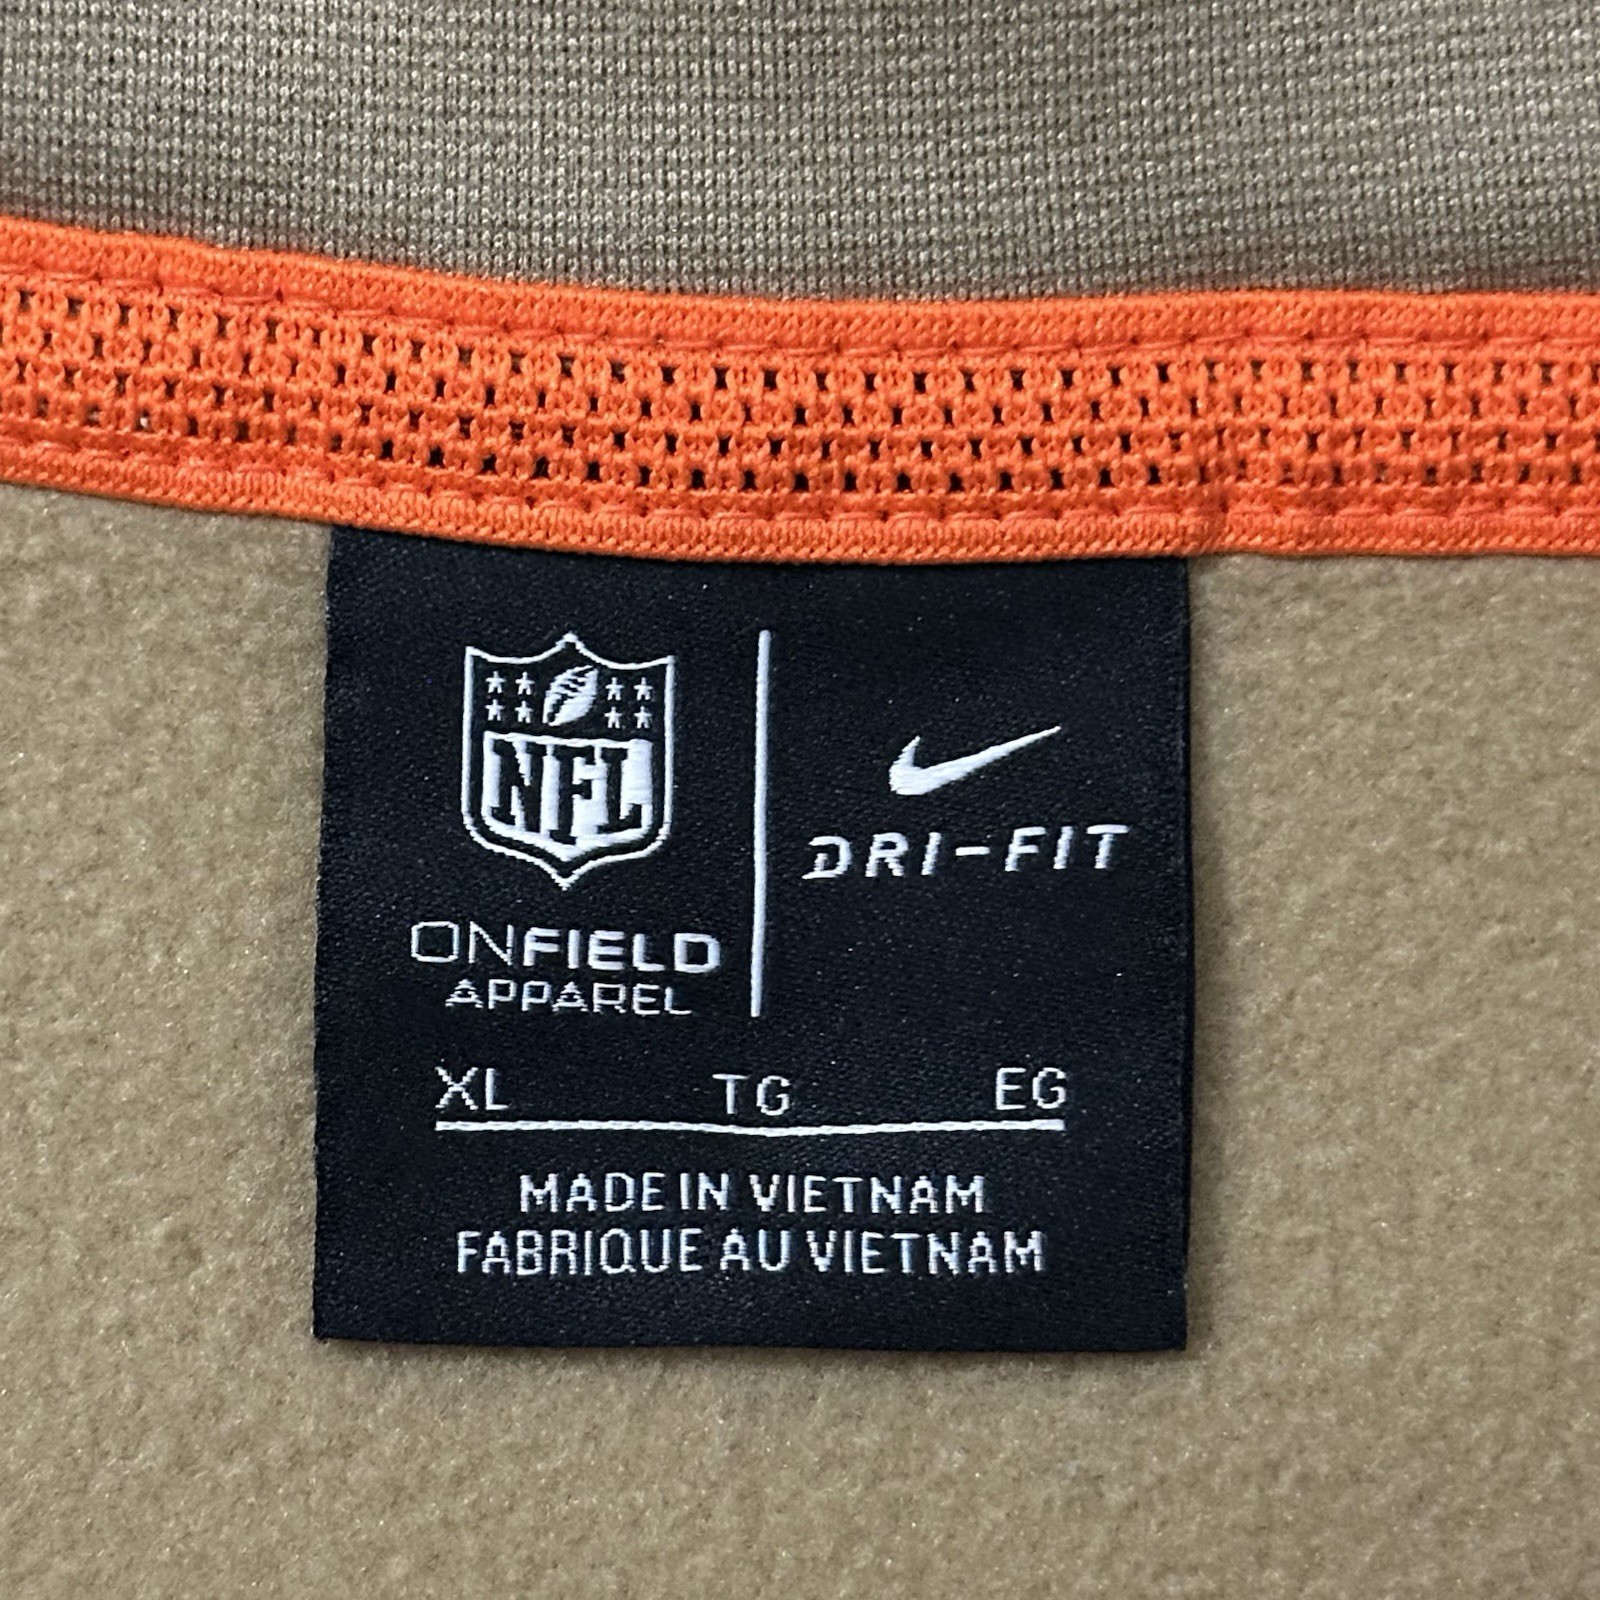 NFL
DRI-FIT
ONFIELD
APPAREL
XL TG EG
MADE IN VIETNAM
FABRIQUE AU VIETNAM